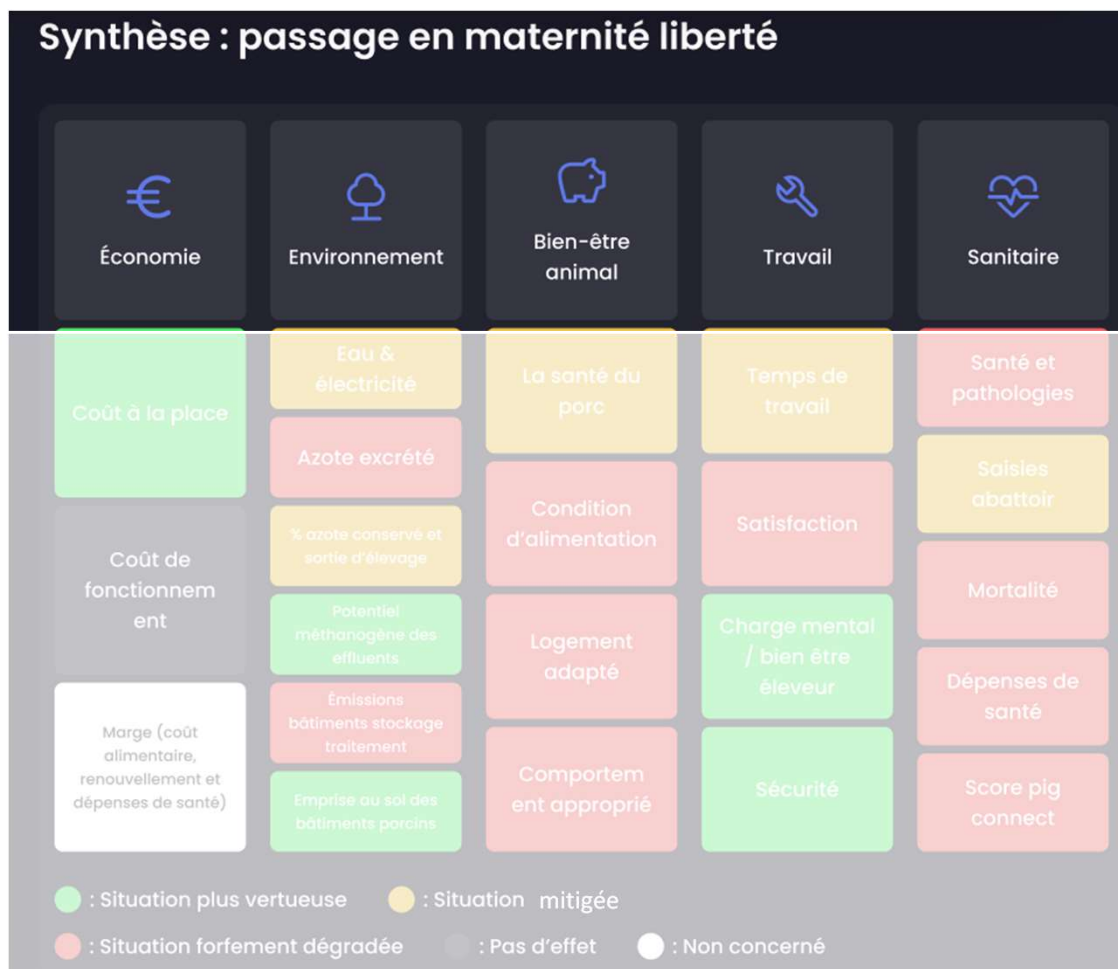 Synthèse : passage en maternité liberté
Économie
Environnement
Bien-être
animal
Travail
Sanitaire
Coût à la place
Coût de
fonctionnem
ent
Marge (coût
alimentaire,
renouvellement et
dépenses de santé)
Eau &
électricité
Azote excrété
% azote conservé et
sortie d'élevage
Potentiel
méthanogène des
effluents
Émissions
bâtiments stockage
traitement
Emprise au sol des
bâtiments porcins
La santé du
porc
Condition
d'alimentation
Logement
adapté
Comportem
ent approprié
Temps de
travail
Satisfaction
Charge mental
/ bien être
éleveur
Sécurité
Santé et
pathologies
Saisies
abattoir
Mortalité
Dépenses de
santé
Score pig
connect
: Situation plus vertueuse : Situation mitigée
: Situation forfement dégradée : Pas d'effet : Non concerné